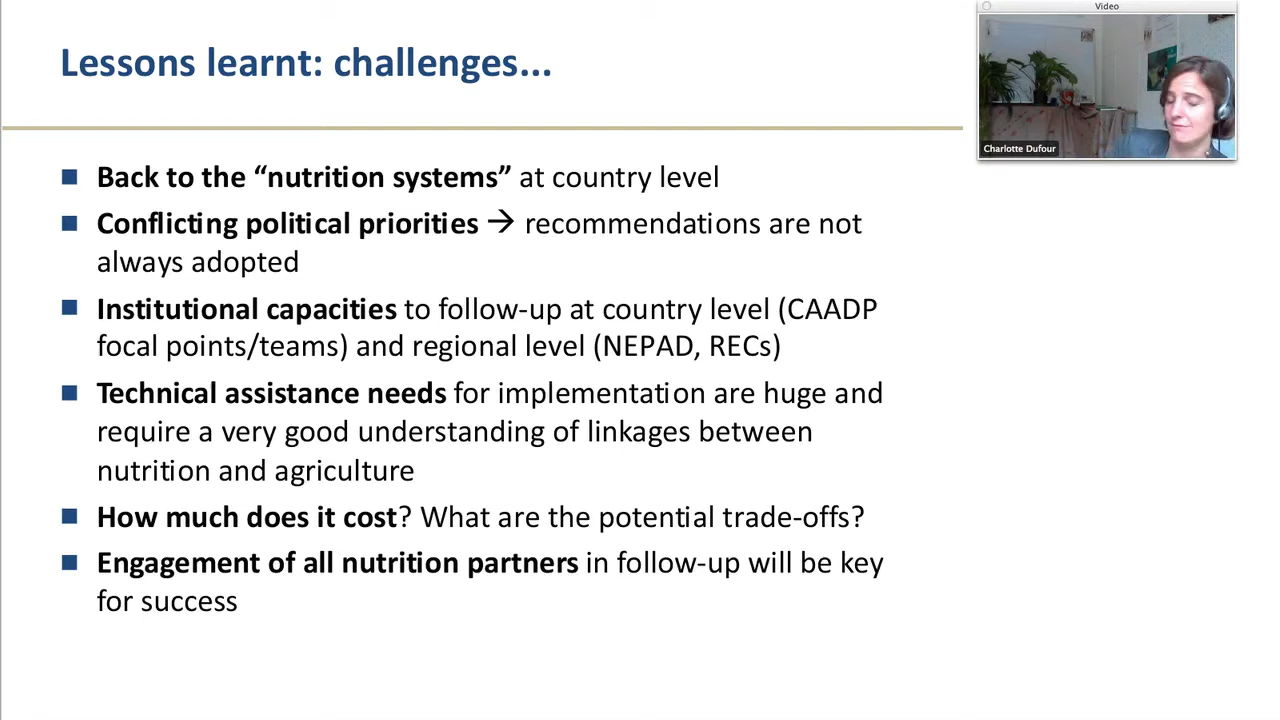 Video
Lessons learnt: challenges...
Charlotte Dufour
■ Back to the “nutrition systems” at country level
■ Conflicting political priorities → recommendations are not
always adopted
■ Institutional capacities to follow-up at country level (CAADP
focal points/teams) and regional level (NEPAD, RECs)
■ Technical assistance needs for implementation are huge and
require a very good understanding of linkages between
nutrition and agriculture
■ How much does it cost? What are the potential trade-offs?
■ Engagement of all nutrition partners in follow-up will be key
for success